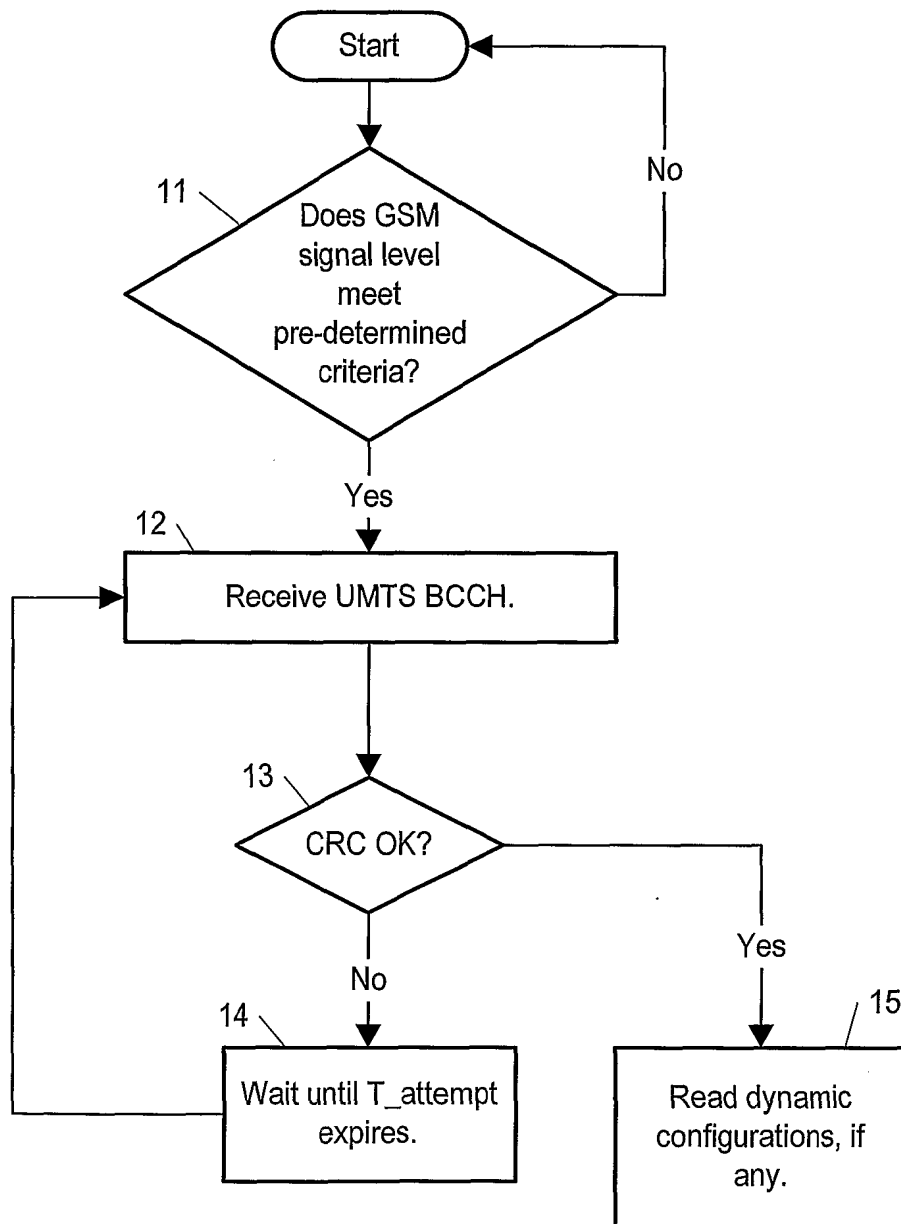 Start
No
11
Does GSM
signal level
meet
pre-determined
criteria?
Yes
12
Receive UMTS BCCH.
13
CRC OK?
Yes
No
14
15
Wait until T_attempt
expires.
Read dynamic
configurations, if
any.